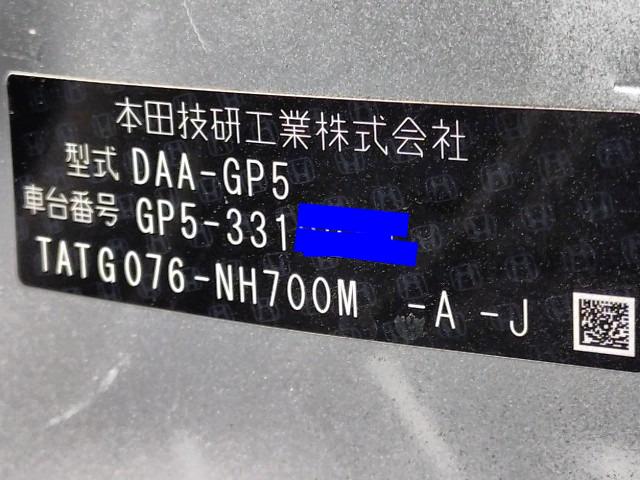 本田技研工業株式会社
型式 DAA-GP5
車台番号 GP5-331
TATG076-NH700M -A -J